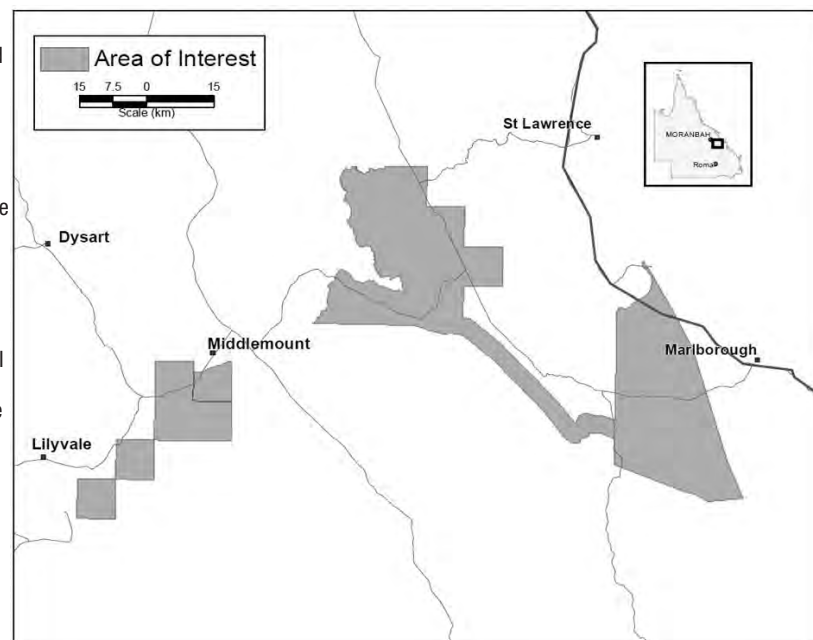 Area of Interest
15 7.5 0 15
Scale (km)
St Lawrence
MORANBAH
Roma
Dysart
Middlemount
Marlborough
Lilyvale